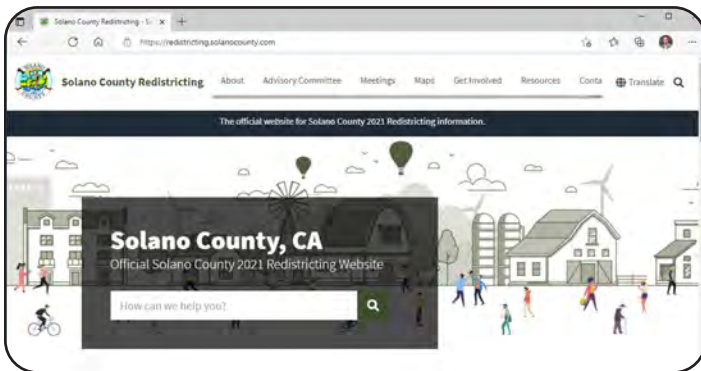 Solano County Redistricting - S
https://redistricting.solanocounty.com
Solano County Redistricting About Advisory Committee Meetings Maps Get Involved Resources Conta Translate
The official website for Solano County 2021 Redistricting information.
Solano County, CA
Official Solano County 2021 Redistricting Website
How can we help you?